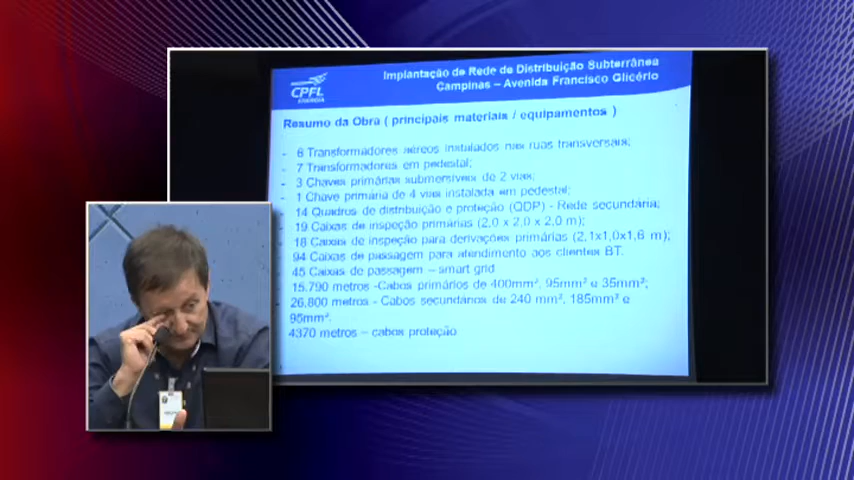 CPFL
ENERGIA
Implantação de Rede de Distribuição Subterrânea
Campinas – Avenida Francisco Glicério
Resumo da Obra ( principais materiais / equipamentos )
- 6 Transformadores aéreos instalados nas ruas transversais;
- 7 Transformadores em pedestal;
- 3 Chaves primárias submersíveis de 2 vias;
- 1 Chave primária de 4 vias instalada em pedestal;
- 14 Quadros de distribuição e proteção (QDP) - Rede secundária;
- 19 Caixas de inspeção primárias (2,0 x 2,0 x 2,0 m);
- 18 Caixas de inspeção para derivações primárias (2,1x1,0x1,6 m);
94 Caixas de passagem para atendimento aos clientes BT.
45 Caixas de passagem – smart grid
15.790 metros -Cabos primários de 400mm², 95mm² e 35mm²;
26.800 metros - Cabos secundários de 240 mm², 185mm² e
95mm².
4370 metros – cabos proteção